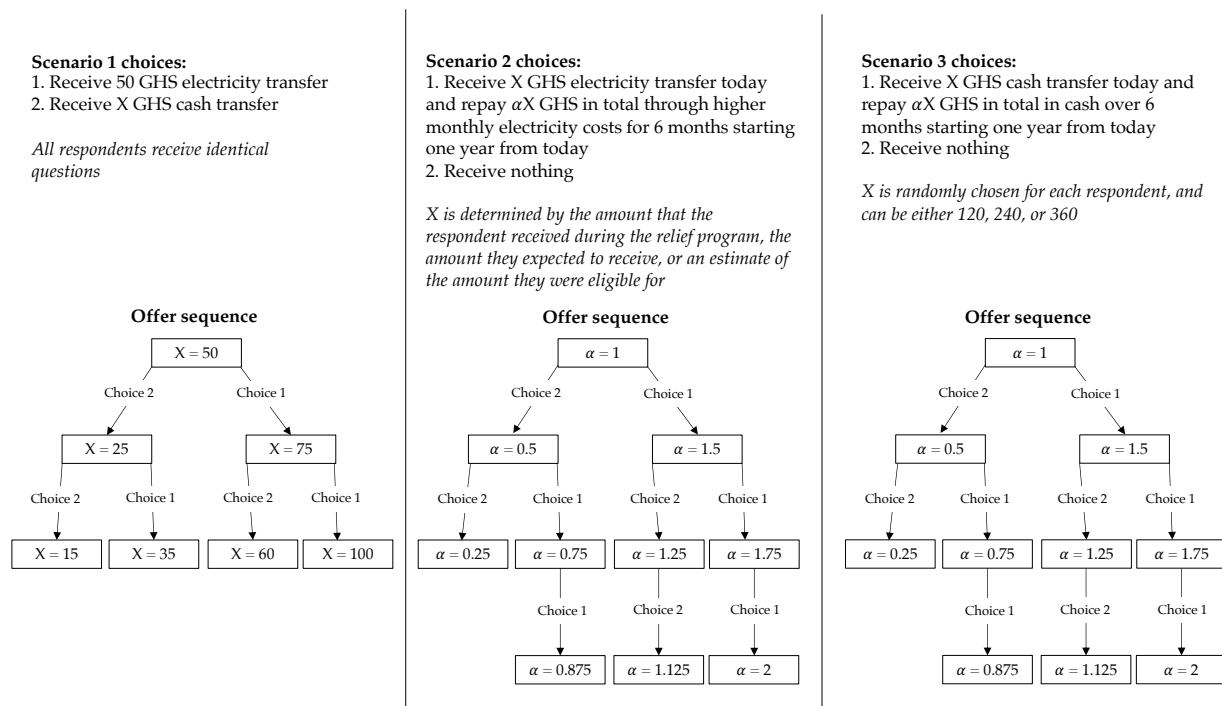 Scenario 1 choices:
1. Receive 50 GHS electricity transfer
2. Receive X GHS cash transfer
All respondents receive identical
questions
Offer sequence
X = 50
Choice 2
Choice 1
X = 25
X = 75
Choice 2
Choice 1
Choice 2
Choice 1
X = 15
X = 35
X = 60
X = 100
Scenario 2 choices:
1. Receive X GHS electricity transfer today
and repay αX GHS in total through higher
monthly electricity costs for 6 months starting
one year from today
2. Receive nothing
X is determined by the amount that the
respondent received during the relief program, the
amount they expected to receive, or an estimate of
the amount they were eligible for
Offer sequence
α = 1
Choice 2
Choice 1
α = 0.5
α = 1.5
Choice 2
Choice 1
Choice 2
Choice 1
α = 0.25
α = 0.75
α = 1.25
α = 1.75
Choice 1
Choice 2
Choice 1
α = 0.875
α = 1.125
α = 2
Scenario 3 choices:
1. Receive X GHS cash transfer today and
repay αX GHS in total in cash over 6
months starting one year from today
2. Receive nothing
X is randomly chosen for each respondent, and
can be either 120, 240, or 360
Offer sequence
α = 1
Choice 2
Choice 1
α = 0.5
α = 1.5
Choice 2
Choice 1
Choice 2
Choice 1
α = 0.25
α = 0.75
α = 1.25
α = 1.75
Choice 1
Choice 2
Choice 1
α = 0.875
α = 1.125
α = 2